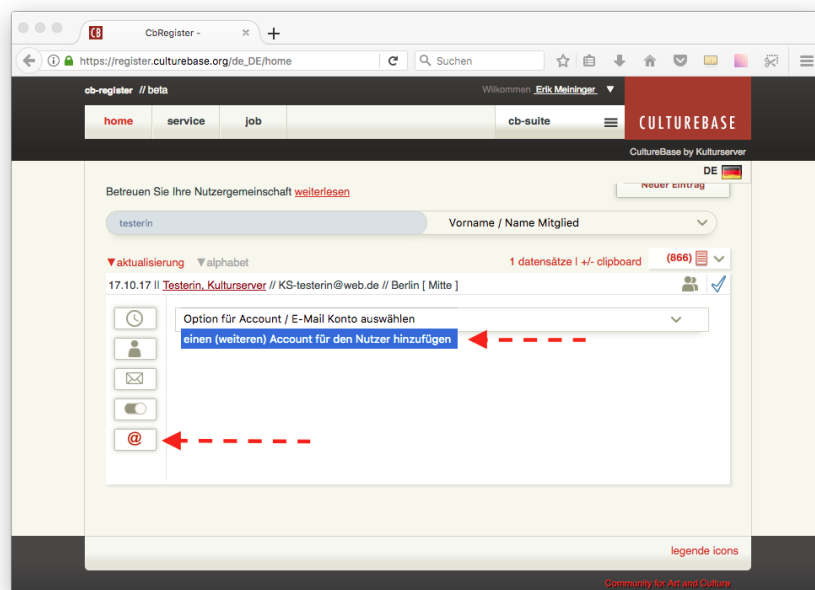 CB CbRegister - × +
https://register.culturebase.org/de_DE/home
Suchen
cb-register // beta
Wilkommen Erik Meininger ▼
home service job cb-suite
CULTUREBASE
CultureBase by Kulturserver
DE
Neuer Eintrag
Betreuen Sie Ihre Nutzergemeinschaft weiterlesen
testerin Vorname / Name Mitglied
▼aktualisierung ▼alphabet 1 datensätze I +/- clipboard (866)
17.10.17 II Testerin, Kulturserver // KS-testerin@web.de // Berlin [ Mitte ]
Option für Account / E-Mail Konto auswählen
einen (weiteren) Account für den Nutzer hinzufügen
@
legende icons
Community for Art and Culture